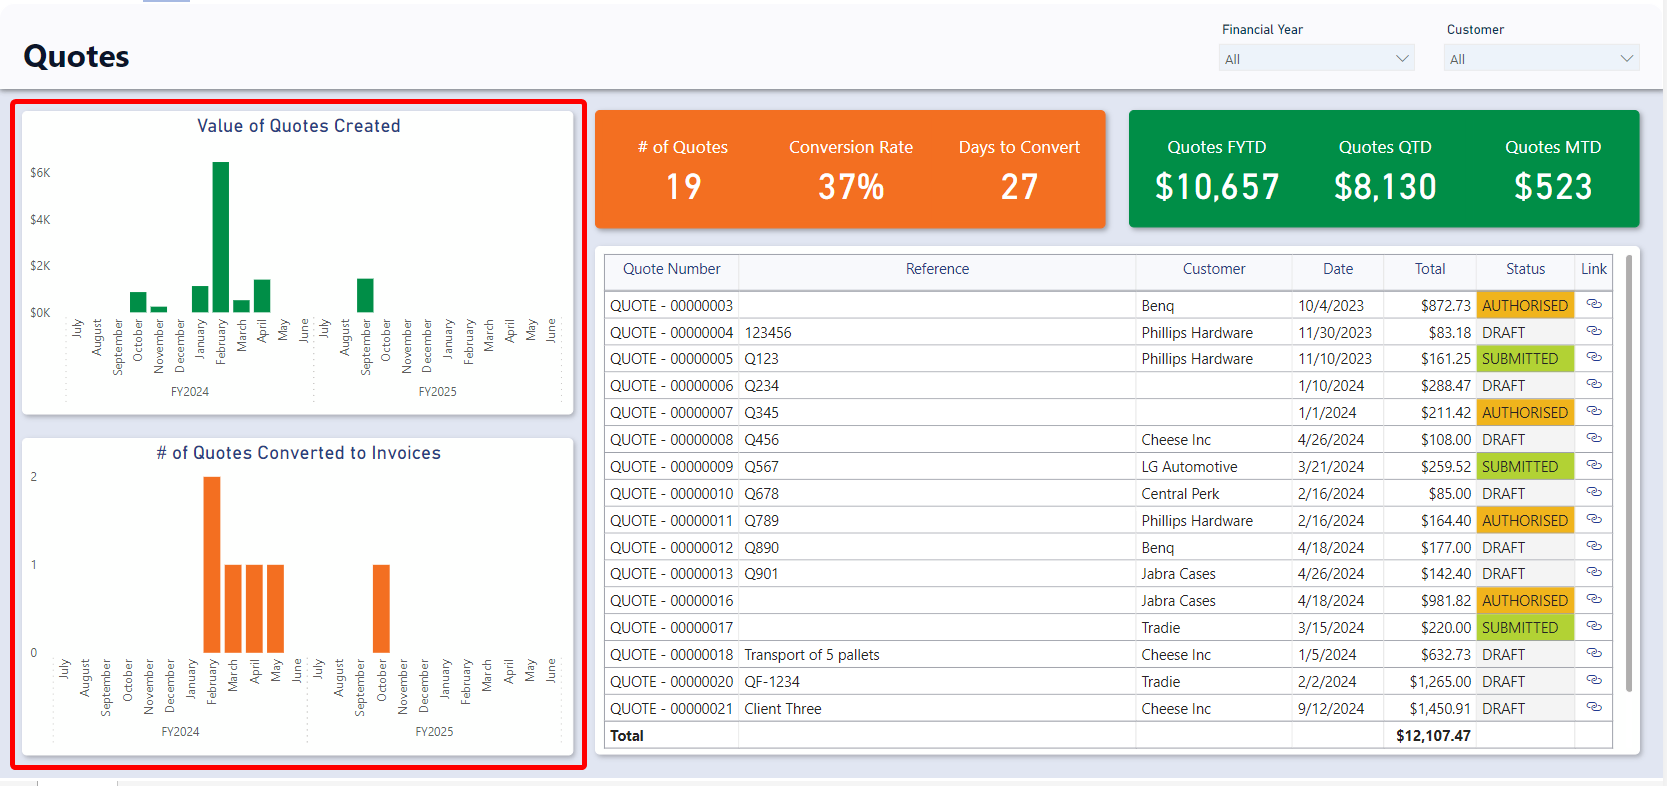 Quotes
Financial Year
All
Customer
All
Value of Quotes Created
$6K
$4K
$2K
$0K
July August September October November December January February March April May June July August September October November December January February March April May June
FY2024 FY2025
# of Quotes Converted to Invoices
2
1
0
July August September October November December January February March April May June July August September October November December January February March April May June
FY2024 FY2025
# of Quotes Conversion Rate Days to Convert
19 37% 27
Quotes FYTD Quotes QTD Quotes MTD
$10,657 $8,130 $523
Quote Number Reference Customer Date Total Status Link
QUOTE - 00000003 Benq 10/4/2023 $872.73 AUTHORISED
QUOTE - 00000004 123456 Phillips Hardware 11/30/2023 $83.18 DRAFT
QUOTE - 00000005 Q123 Phillips Hardware 11/10/2023 $161.25 SUBMITTED
QUOTE - 00000006 Q234 1/10/2024 $288.47 DRAFT
QUOTE - 00000007 Q345 1/1/2024 $211.42 AUTHORISED
QUOTE - 00000008 Q456 Cheese Inc 4/26/2024 $108.00 DRAFT
QUOTE - 00000009 Q567 LG Automotive 3/21/2024 $259.52 SUBMITTED
QUOTE - 00000010 Q678 Central Perk 2/16/2024 $85.00 DRAFT
QUOTE - 00000011 Q789 Phillips Hardware 2/16/2024 $164.40 AUTHORISED
QUOTE - 00000012 Q890 Benq 4/18/2024 $177.00 DRAFT
QUOTE - 00000013 Q901 Jabra Cases 4/26/2024 $142.40 DRAFT
QUOTE - 00000016 Jabra Cases 4/18/2024 $981.82 AUTHORISED
QUOTE - 00000017 Tradie 3/15/2024 $220.00 SUBMITTED
QUOTE - 00000018 Transport of 5 pallets Cheese Inc 1/5/2024 $632.73 DRAFT
QUOTE - 00000020 QF-1234 Tradie 2/2/2024 $1,265.00 DRAFT
QUOTE - 00000021 Client Three Cheese Inc 9/12/2024 $1,450.91 DRAFT
Total $12,107.47